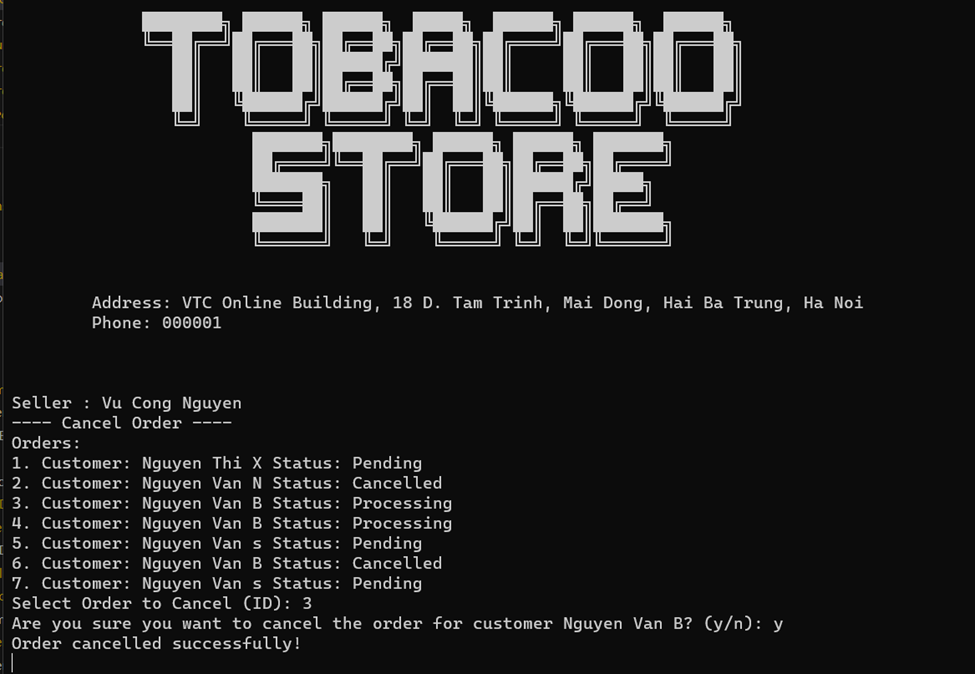 TOBACOO
STORE
Address: VTC Online Building, 18 D. Tam Trinh, Mai Dong, Hai Ba Trung, Ha Noi
Phone: 000001
Seller : Vu Cong Nguyen
---- Cancel Order ----
Orders:
1. Customer: Nguyen Thi X Status: Pending
2. Customer: Nguyen Van N Status: Cancelled
3. Customer: Nguyen Van B Status: Processing
4. Customer: Nguyen Van B Status: Processing
5. Customer: Nguyen Van s Status: Pending
6. Customer: Nguyen Van B Status: Cancelled
7. Customer: Nguyen Van s Status: Pending
Select Order to Cancel (ID): 3
Are you sure you want to cancel the order for customer Nguyen Van B? (y/n): y
Order cancelled successfully!